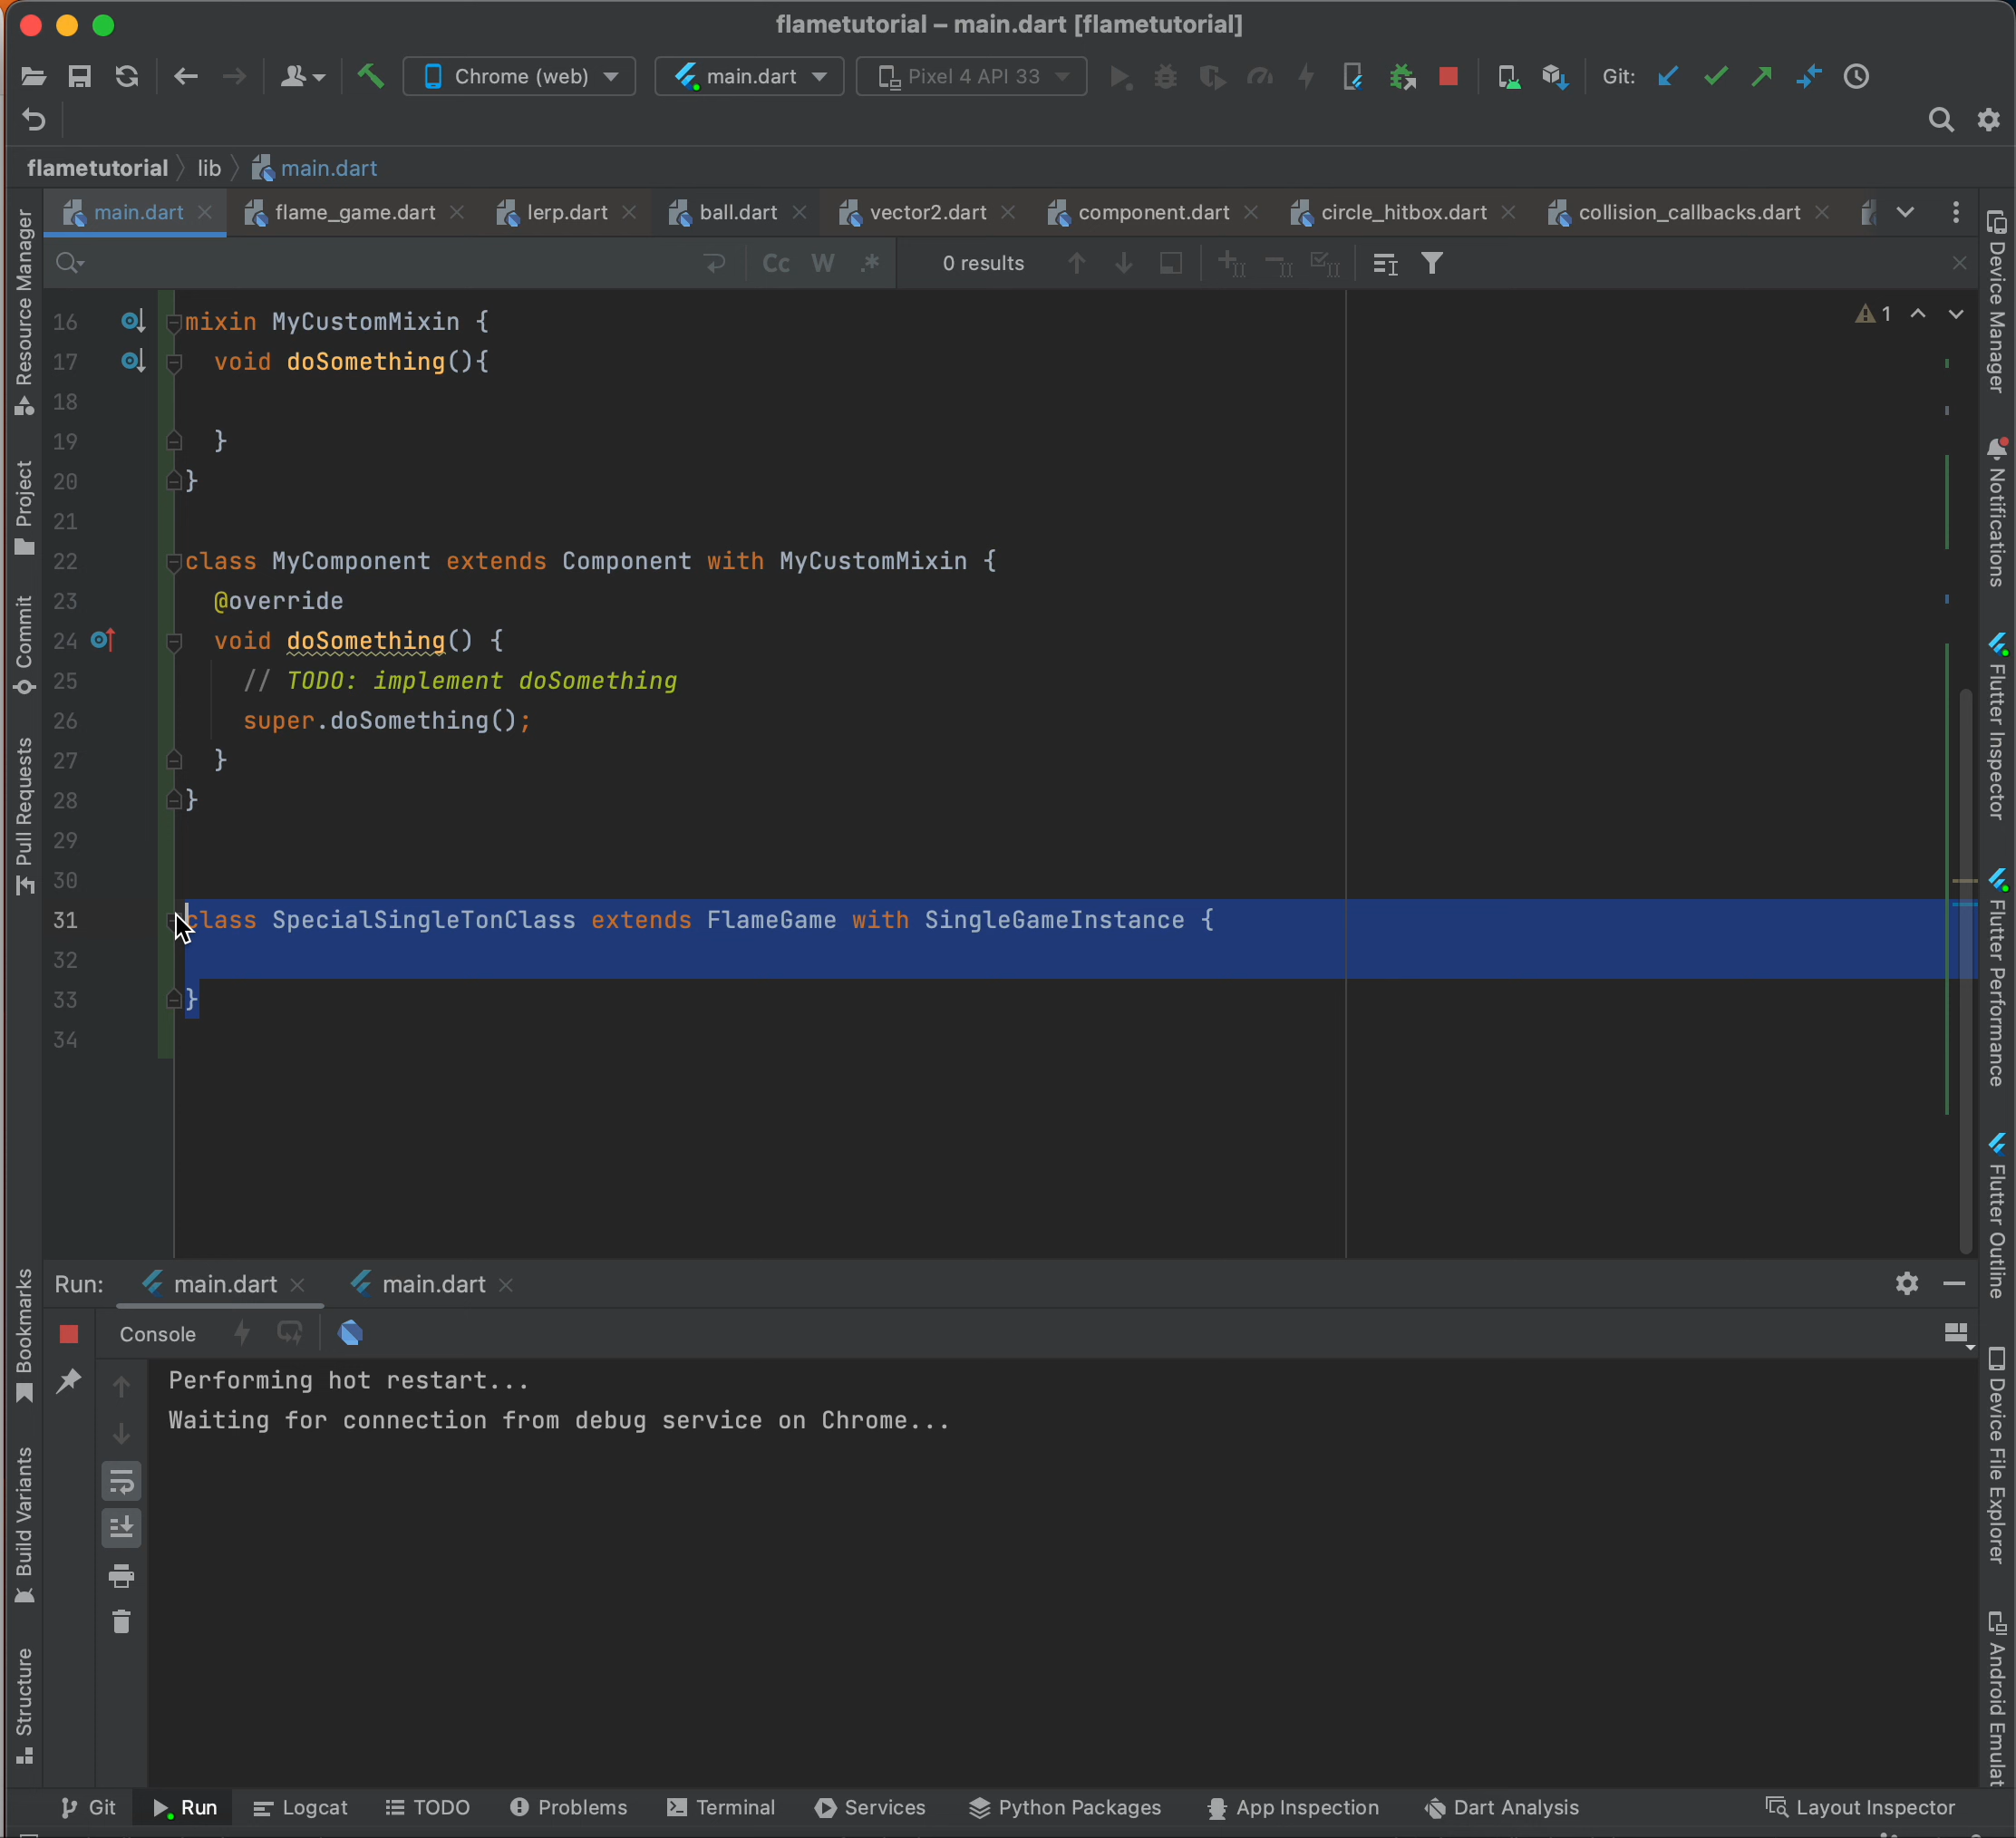 flametutorial – main.dart [flametutorial]
Chrome (web) main.dart Pixel 4 API 33 Git:
flametutorial lib main.dart
main.dart flame_game.dart lerp.dart ball.dart vector2.dart component.dart circle_hitbox.dart collision_callbacks.dart
Cc W .* 0 results
1
16 mixin MyCustomMixin {
17 void doSomething(){
18
19 }
20 }
21
22 class MyComponent extends Component with MyCustomMixin {
23 @override
24 void doSomething() {
25 // TODO: implement doSomething
26 super.doSomething();
27 }
28 }
29
30
31 class SpecialSingleTonClass extends FlameGame with SingleGameInstance {
32
33 }
34
Resource Manager
Project
Commit
Pull Requests
Bookmarks
Build Variants
Structure
Device Manager
Notifications
Flutter Inspector
Flutter Performance
Flutter Outline
Device File Explorer
Android Emulat
Run: main.dart main.dart
Console
Performing hot restart...
Waiting for connection from debug service on Chrome...
Git Run Logcat TODO Problems Terminal Services Python Packages App Inspection Dart Analysis Layout Inspector